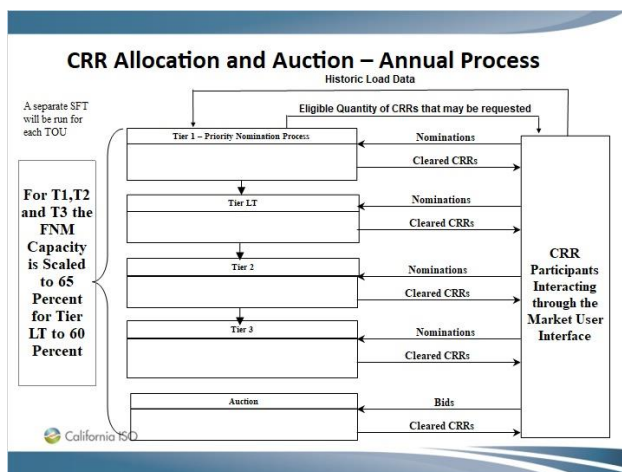 CRR Allocation and Auction – Annual Process
Historic Load Data
A separate SFT
will be run for
each TOU
Eligible Quantity of CRRs that may be requested
Tier 1 – Priority Nomination Process
Nominations
Cleared CRRs
For T1,T2
and T3 the
FNM
Capacity
is Scaled
to 65
Percent
for Tier
LT to 60
Percent
Tier LT
Nominations
Cleared CRRs
CRR
Participants
Interacting
through the
Market User
Interface
Tier 2
Nominations
Cleared CRRs
Tier 3
Nominations
Cleared CRRs
Auction
Bids
Cleared CRRs
California ISO